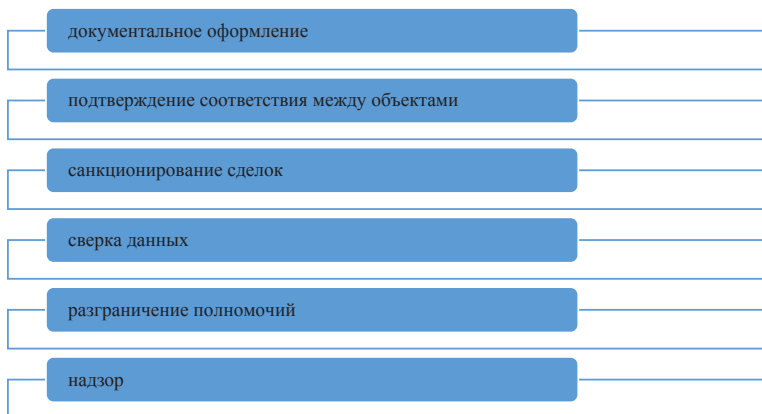 документальное оформление
подтверждение соответствия между объектами
санкционирование сделок
сверка данных
разграничение полномочий
надзор